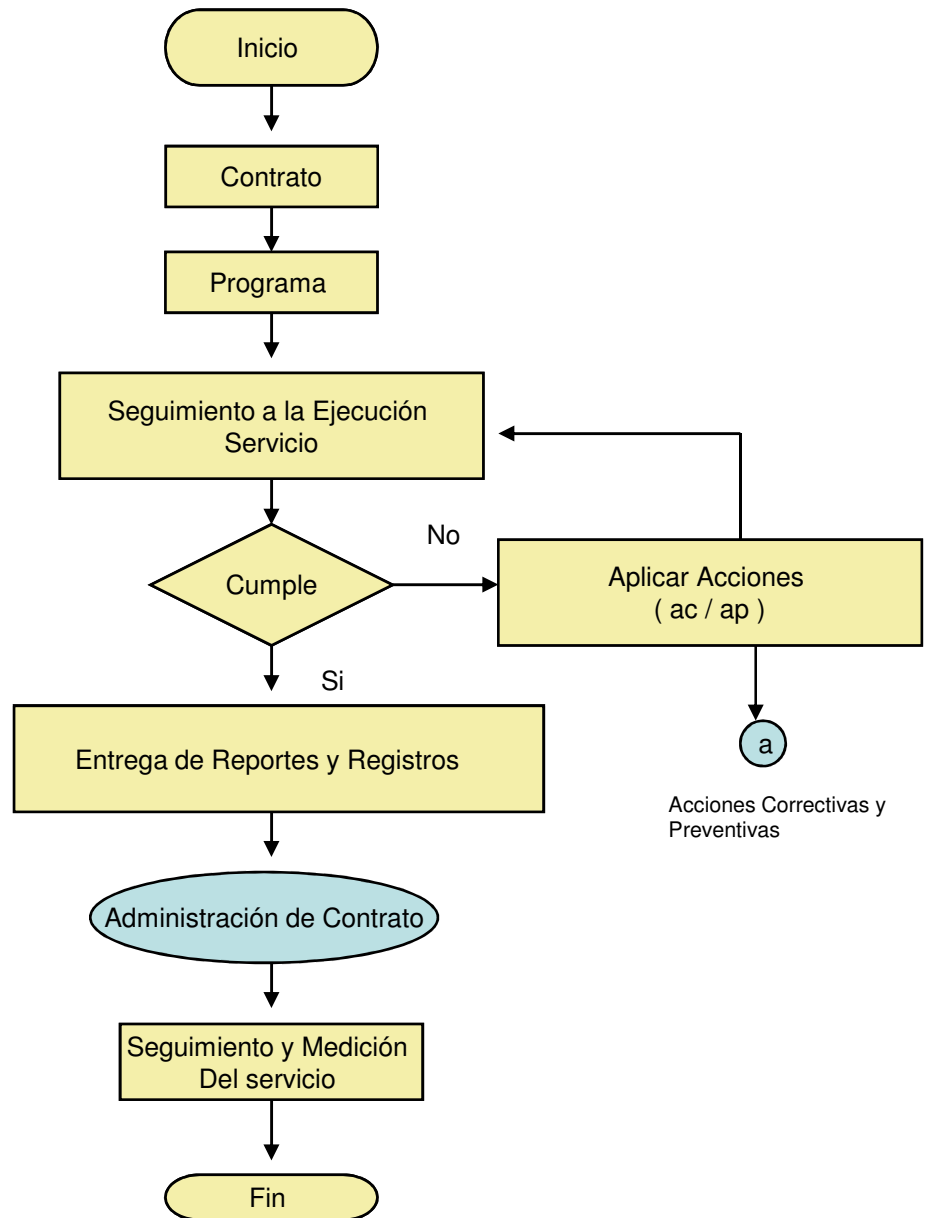 Inicio
Contrato
Programa
Seguimiento a la Ejecución
Servicio
No
Cumple
Aplicar Acciones
( ac / ap )
Si
a
Entrega de Reportes y Registros
Acciones Correctivas y
Preventivas
Administración de Contrato
Seguimiento y Medición
Del servicio
Fin